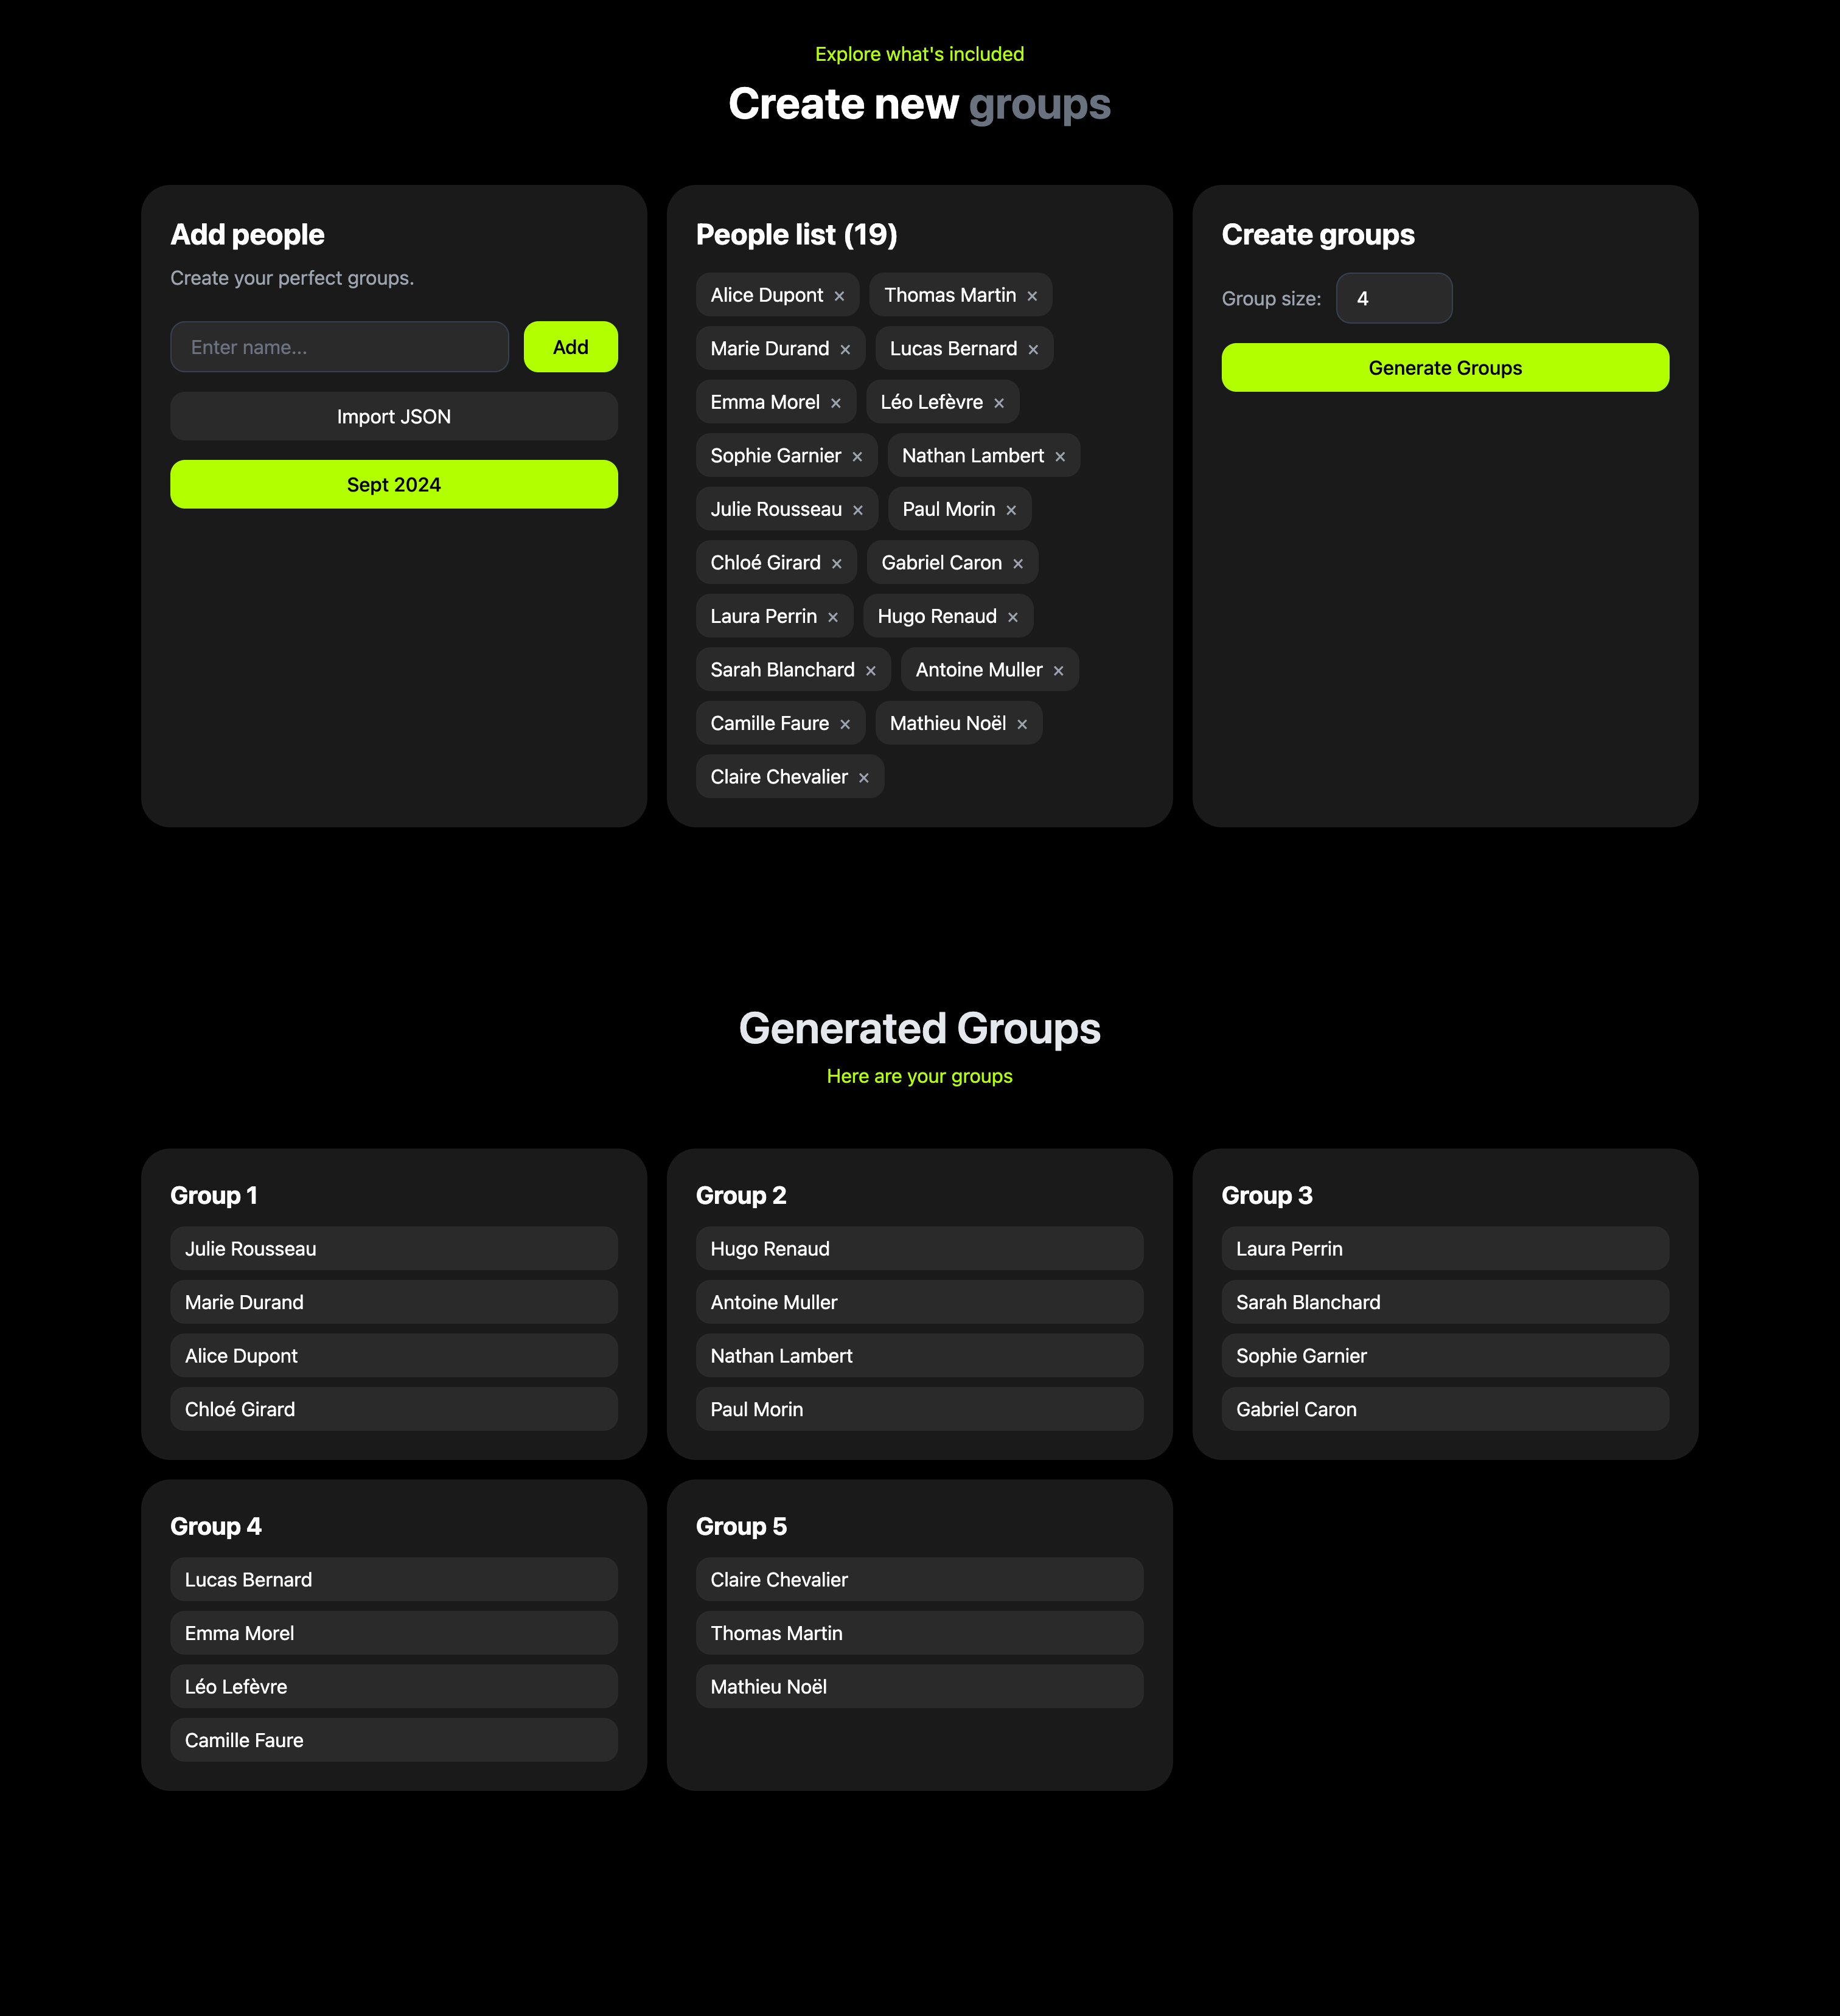 Explore what's included
Create new groups
Add people
Create your perfect groups.
Enter name...
Add
Import JSON
Sept 2024
People list (19)
Alice Dupont × Thomas Martin ×
Marie Durand × Lucas Bernard ×
Emma Morel × Léo Lefèvre ×
Sophie Garnier × Nathan Lambert ×
Julie Rousseau × Paul Morin ×
Chloé Girard × Gabriel Caron ×
Laura Perrin × Hugo Renaud ×
Sarah Blanchard × Antoine Muller ×
Camille Faure × Mathieu Noël ×
Claire Chevalier ×
Create groups
Group size: 4
Generate Groups
Generated Groups
Here are your groups
Group 1
Julie Rousseau
Marie Durand
Alice Dupont
Chloé Girard
Group 2
Hugo Renaud
Antoine Muller
Nathan Lambert
Paul Morin
Group 3
Laura Perrin
Sarah Blanchard
Sophie Garnier
Gabriel Caron
Group 4
Lucas Bernard
Emma Morel
Léo Lefèvre
Camille Faure
Group 5
Claire Chevalier
Thomas Martin
Mathieu Noël